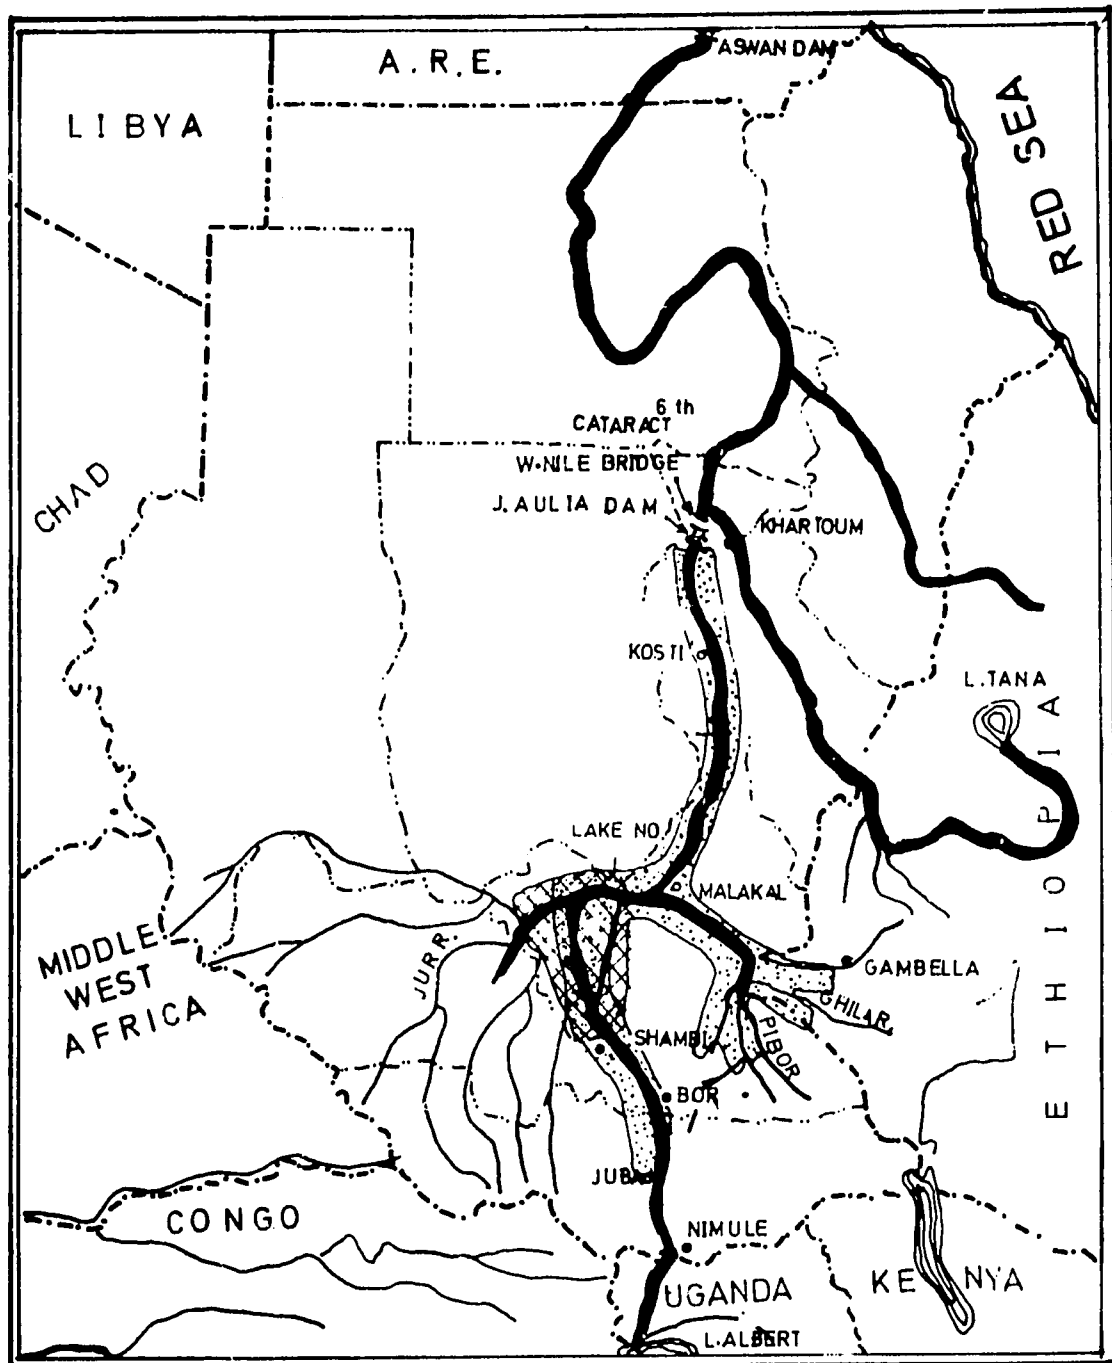 ASWAN DAM
A.R.E.
LIBYA
RED SEA
6 th
CATARACT
W.NILE BRIDGE
J.AULIA DAM
KHARTOUM
CHAD
KOSTI
L.TANA
ETHIOPIA
LAKE NO
MALAKAL
MIDDLE
WEST
AFRICA
JURR.
GAMBELLA
GHILAR
SHAMBI
PIBOR
BOR
JUBA
CONGO
NIMULE
UGANDA
KENYA
L.ALBERT